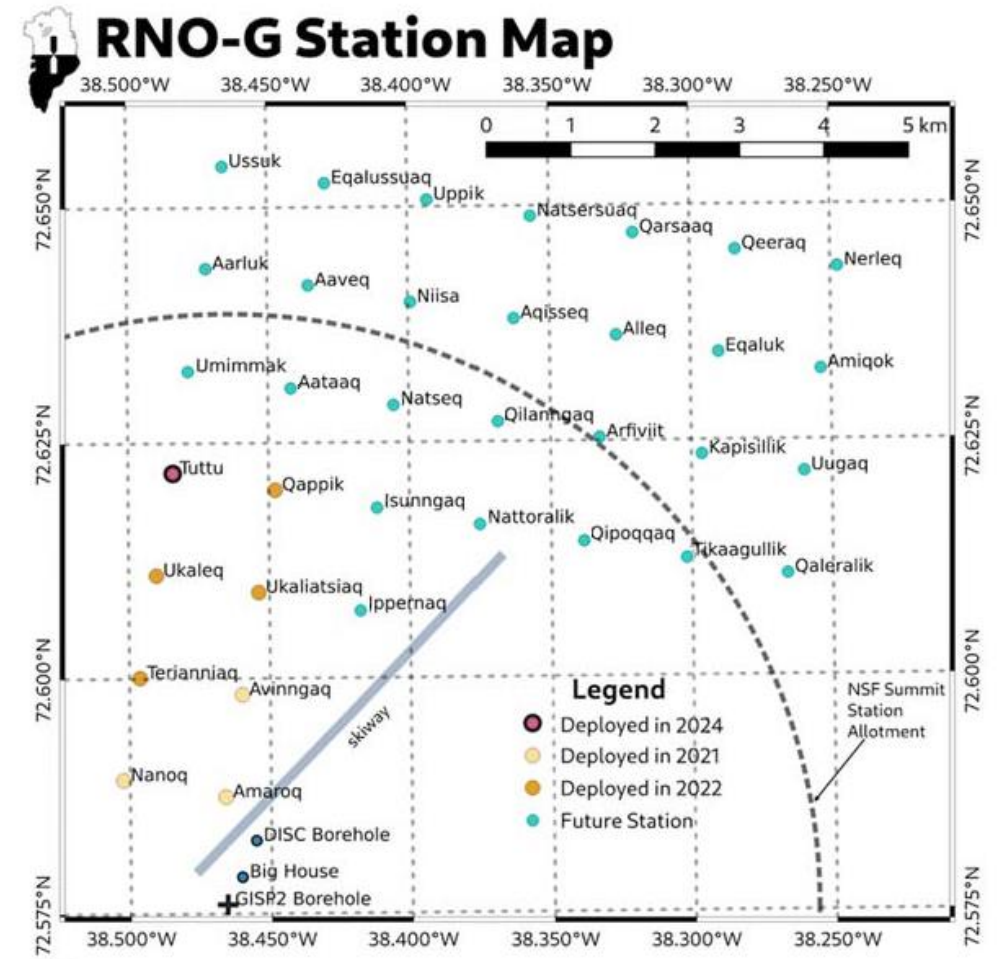 RNO-G Station Map
38.500°W 38.450°W 38.400°W 38.350°W 38.300°W 38.250°W
0 1 2 3 4 5 km
Ussuk
Eqalussuaq
Uppik
72.650°N
72.650°N
Natsersuaq
Qarsaaq
Qeeraq
Nerleq
Aarluk
Aaveq
Niisa
Aqisseq
Alleq
Eqaluk
Amiqok
Umimmak
Aataaq
Natseq
Qilanngaq
Arfiviit
Kapisillik
Uugaq
72.625°N
72.625°N
Tuttu
Qappik
Isunngaq
Nattoralik
Qipoqqaq
Tikaagullik
Qaleralik
Ukaleq
Ukaliatsiaq
Ippernaq
72.600°N
72.600°N
Terianniaq
Avinngaq
skiway
Nanoq
Amaroq
Legend
Deployed in 2024
Deployed in 2021
Deployed in 2022
Future Station
NSF Summit
Station
Allotment
DISC Borehole
Big House
GISP2 Borehole
72.575°N
72.575°N
38.500°W 38.450°W 38.400°W 38.350°W 38.300°W 38.250°W